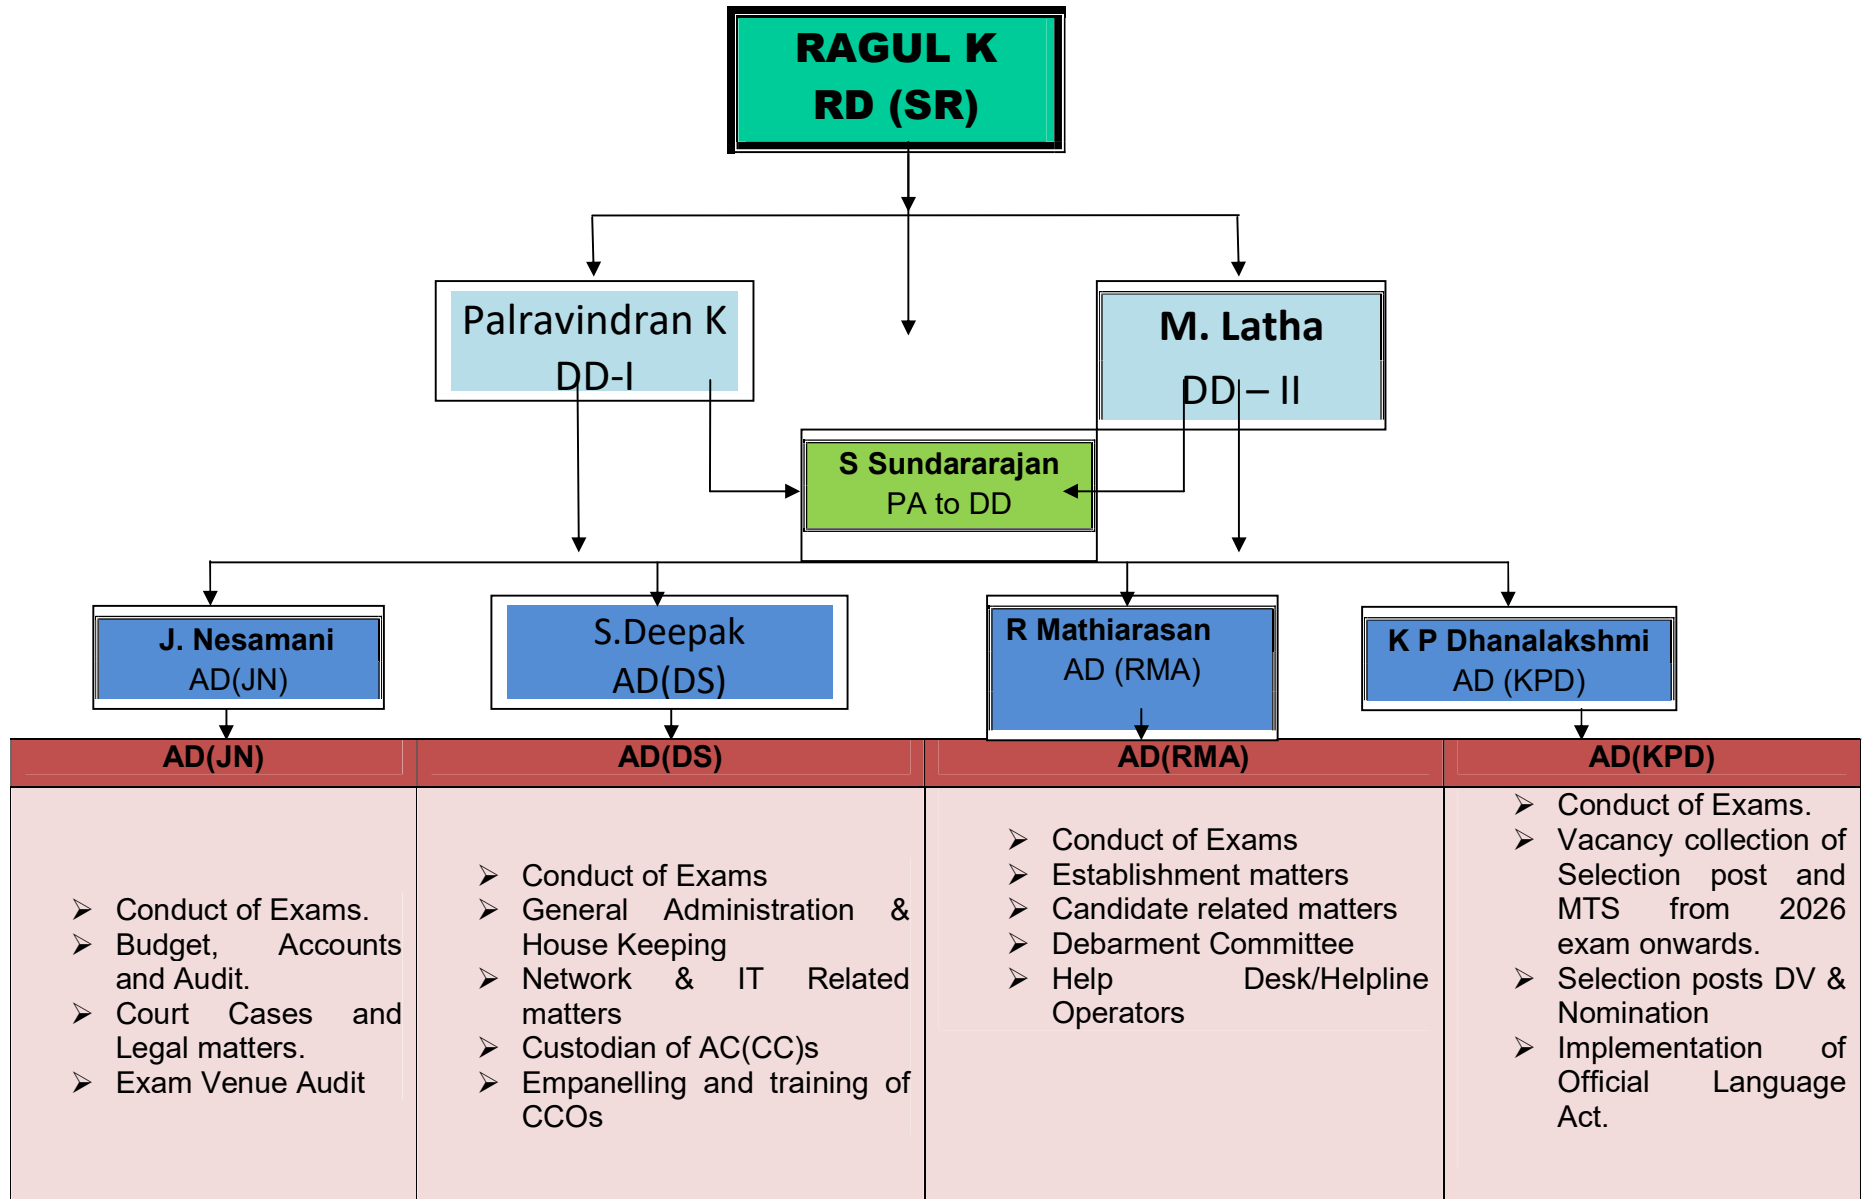 RAGUL K
RD (SR)
Palravindran K
DD-I
M. Latha
DD – II
S Sundararajan
PA to DD
J. Nesamani
AD(JN)
S.Deepak
AD(DS)
R Mathiarasan
AD (RMA)
K P Dhanalakshmi
AD (KPD)
AD(JN)
➢ Conduct of Exams.
➢ Budget, Accounts
and Audit.
➢ Court Cases and
Legal matters.
➢ Exam Venue Audit
AD(DS)
➢ Conduct of Exams
➢ General Administration &
House Keeping
➢ Network & IT Related
matters
➢ Custodian of AC(CC)s
➢ Empanelling and training of
CCOs
AD(RMA)
➢ Conduct of Exams
➢ Establishment matters
➢ Candidate related matters
➢ Debarment Committee
➢ Help Desk/Helpline
Operators
AD(KPD)
➢ Conduct of Exams.
➢ Vacancy collection of
Selection post and
MTS from 2026
exam onwards.
➢ Selection posts DV &
Nomination
➢ Implementation of
Official Language
Act.